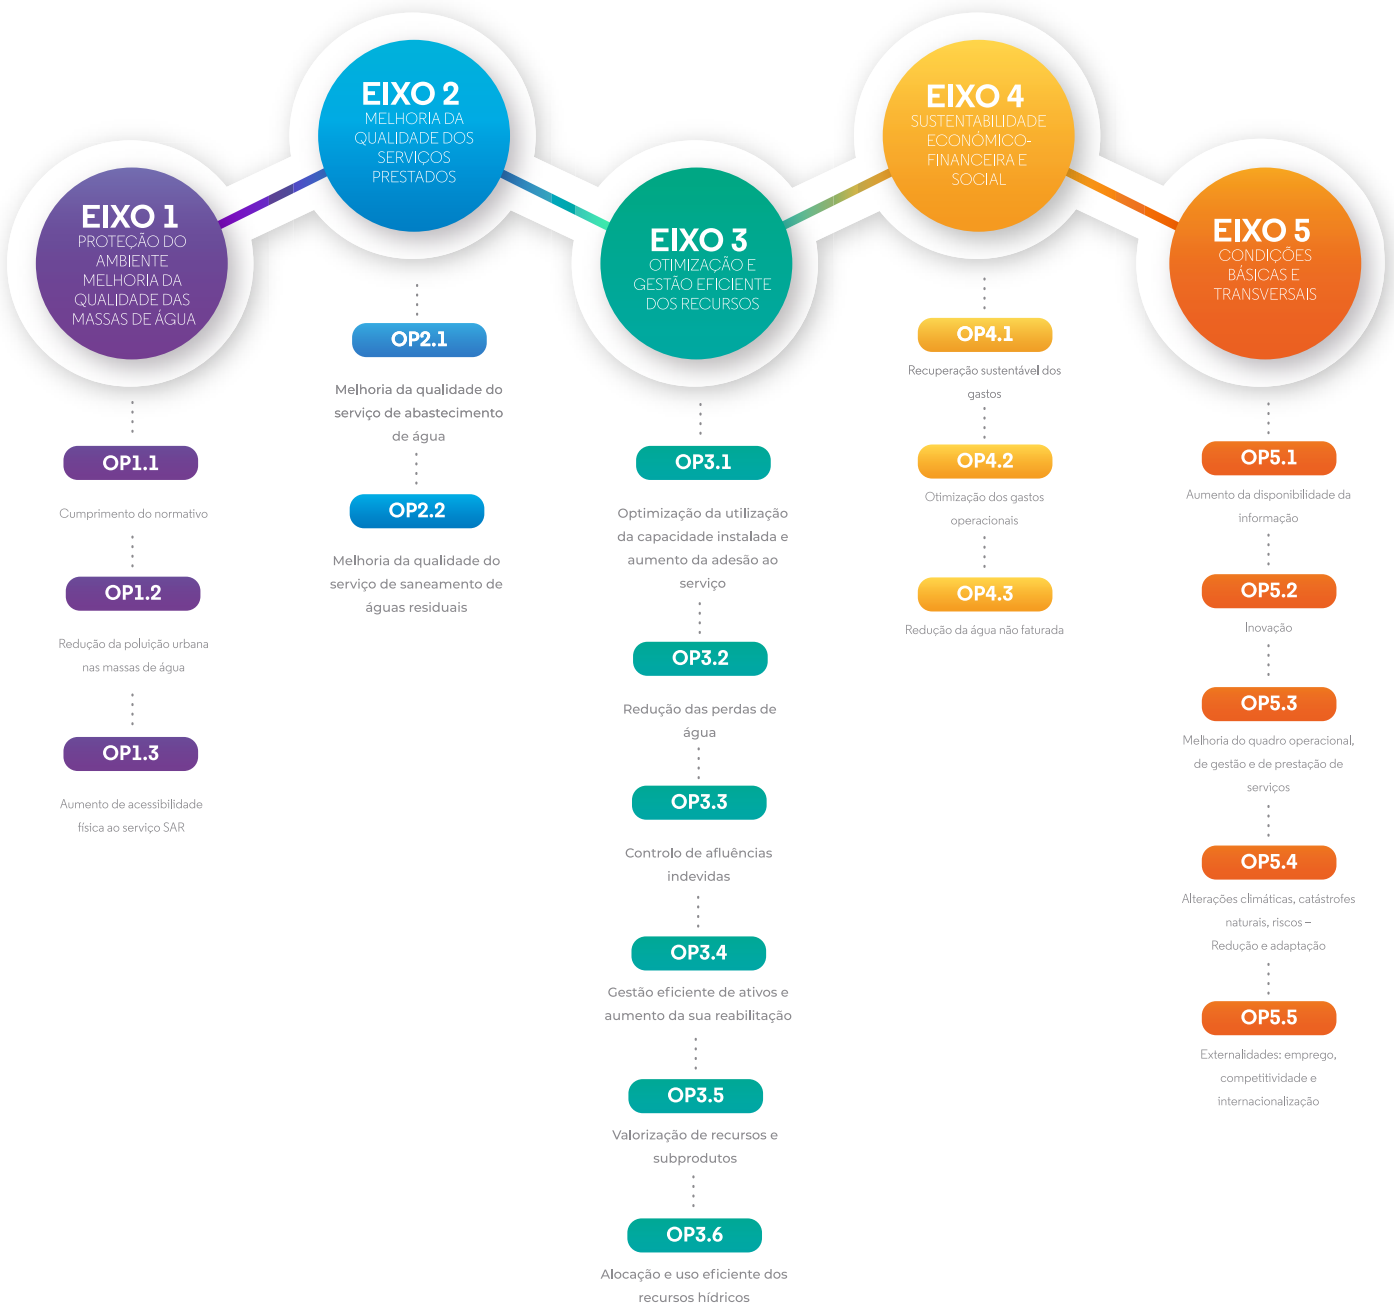 EIXO 1
PROTEÇÃO DO
AMBIENTE
MELHORIA DA
QUALIDADE DAS
MASSAS DE ÁGUA
OP1.1
Cumprimento do normativo
OP1.2
Redução da poluição urbana
nas massas de água
OP1.3
Aumento de acessibilidade
física ao serviço SAR
EIXO 2
MELHORIA DA
QUALIDADE DOS
SERVIÇOS
PRESTADOS
OP2.1
Melhoria da qualidade do
serviço de abastecimento
de água
OP2.2
Melhoria da qualidade do
serviço de saneamento de
águas residuais
EIXO 3
OTIMIZAÇÃO E
GESTÃO EFICIENTE
DOS RECURSOS
OP3.1
Optimização da utilização
da capacidade instalada e
aumento da adesão ao
serviço
OP3.2
Redução das perdas de
água
OP3.3
Controlo de afluências
indevidas
OP3.4
Gestão eficiente de ativos e
aumento da sua reabilitação
OP3.5
Valorização de recursos e
subprodutos
OP3.6
Alocação e uso eficiente dos
recursos hídricos
EIXO 4
SUSTENTABILIDADE
ECONÓMICO-
FINANCEIRA E
SOCIAL
OP4.1
Recuperação sustentável dos
gastos
OP4.2
Otimização dos gastos
operacionais
OP4.3
Redução da água não faturada
EIXO 5
CONDIÇÕES
BÁSICAS E
TRANSVERSAIS
OP5.1
Aumento da disponibilidade da
informação
OP5.2
Inovação
OP5.3
Melhoria do quadro operacional,
de gestão e de prestação de
serviços
OP5.4
Alterações climáticas, catástrofes
naturais, riscos –
Redução e adaptação
OP5.5
Externalidades: emprego,
competitividade e
internacionalização